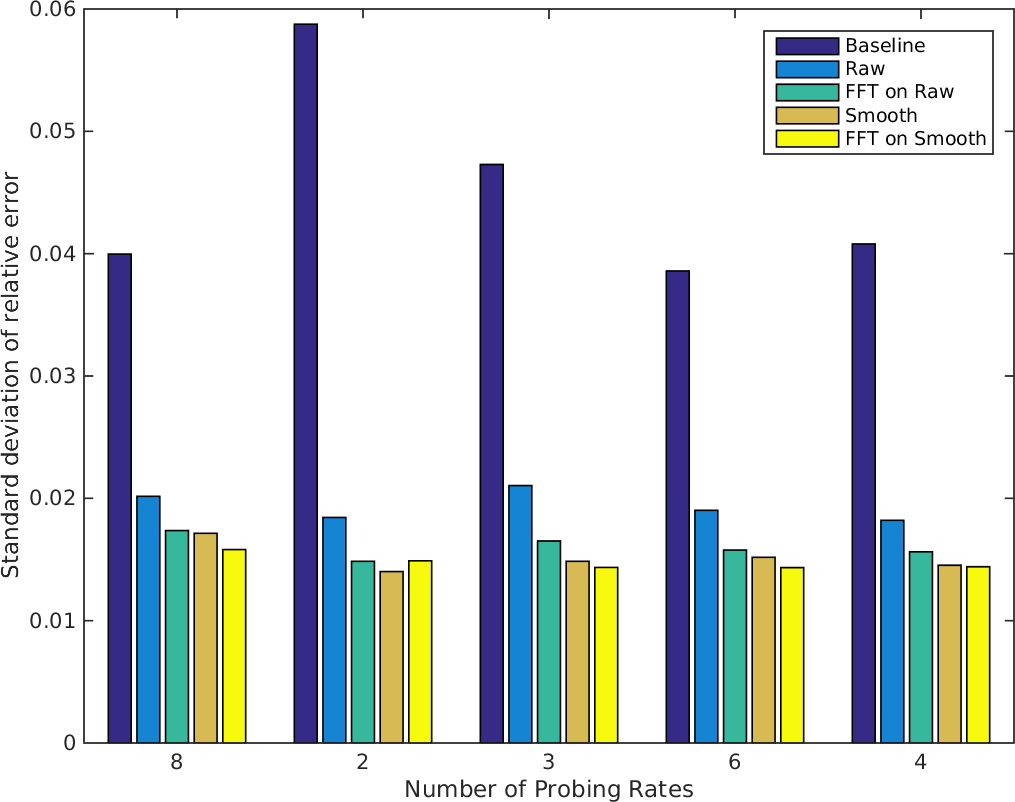 0.06
0.05
0.04
0.03
0.02
0.01
0
Standard deviation of relative error
Baseline
Raw
FFT on Raw
Smooth
FFT on Smooth
8 2 3 6 4
Number of Probing Rates